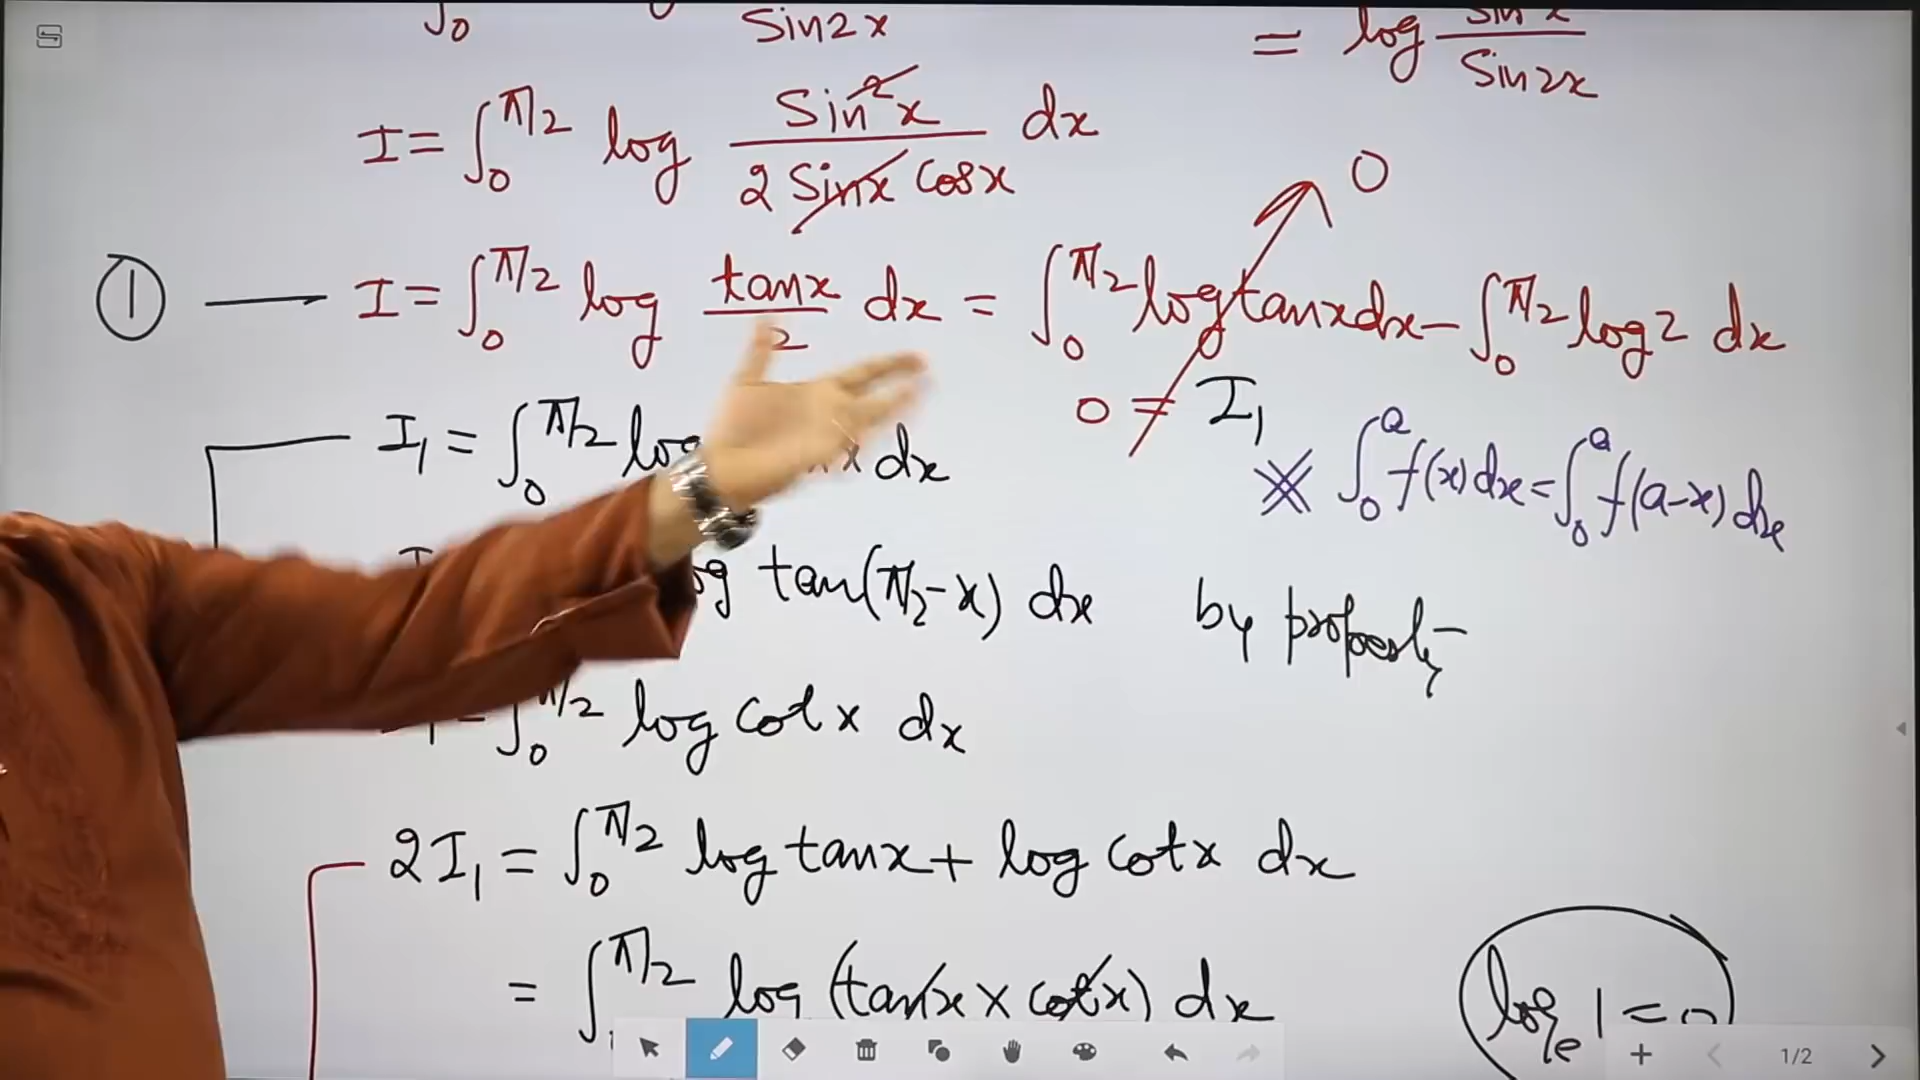 ∫0 Sin2x
= log Sin x / Sin2x
I = ∫0^π/2 log Sin²x / 2 Sinx Cosx dx
0
① — I = ∫0^π/2 log tanx/2 dx = ∫0^π/2 log tanx dx − ∫0^π/2 log 2 dx
0 = I₁
I₁ = ∫0^π/2 log x dx
∫0^a f(x) dx = ∫0^a f(a-x) dx
tan(π/2 - x) dx by property
∫0^π/2 log cot x dx
2I₁ = ∫0^π/2 log tanx + log cotx dx
= ∫^π/2 log (tanx x cotx) dx
logₑ 1 = 0
1/2